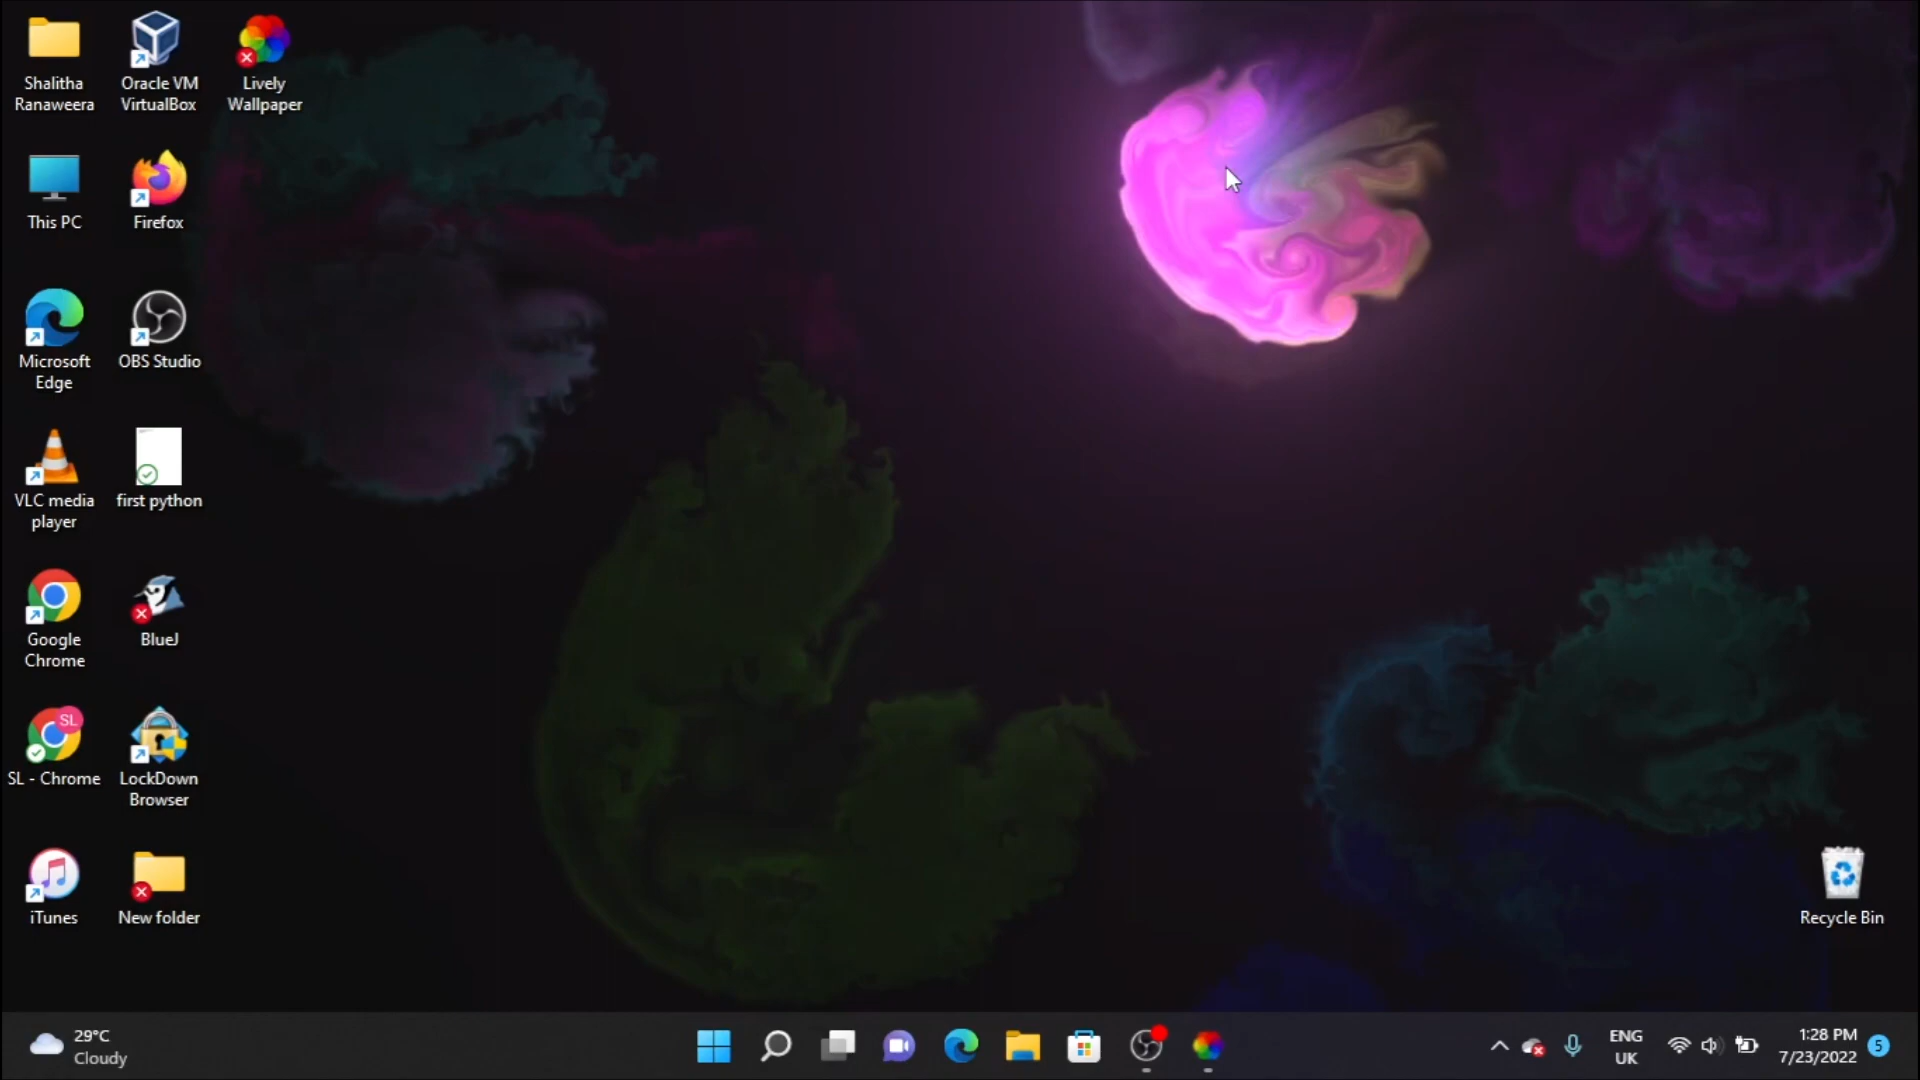 Shalitha
Ranaweera
Oracle VM
VirtualBox
Lively
Wallpaper
This PC
Firefox
Microsoft
Edge
OBS Studio
VLC media
player
first python
Google
Chrome
BlueJ
SL
SL - Chrome
LockDown
Browser
iTunes
New folder
Recycle Bin
29°C
Cloudy
ENG
UK
1:28 PM
7/23/2022
5